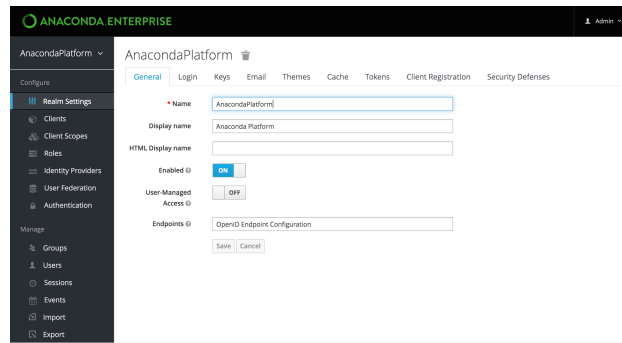 ANACONDA ENTERPRISE
Admin
AnacondaPlatform
AnacondaPlatform
General Login Keys Email Themes Cache Tokens Client Registration Security Defenses
Configure
Realm Settings
Clients
Client Scopes
Roles
Identity Providers
User Federation
Authentication
Manage
Groups
Users
Sessions
Events
Import
Export
* Name AnacondaPlatform
Display name Anaconda Platform
HTML Display name
Enabled ON
User-Managed
Access OFF
Endpoints OpenID Endpoint Configuration
Save Cancel